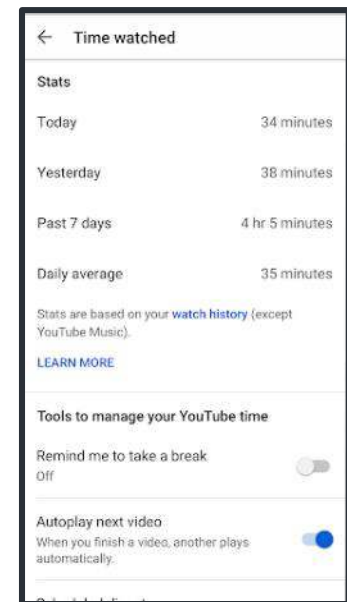 Time watched
Stats
Today 34 minutes
Yesterday 38 minutes
Past 7 days 4 hr 5 minutes
Daily average 35 minutes
Stats are based on your watch history (except
YouTube Music).
LEARN MORE
Tools to manage your YouTube time
Remind me to take a break
Off
Autoplay next video
When you finish a video, another plays
automatically.